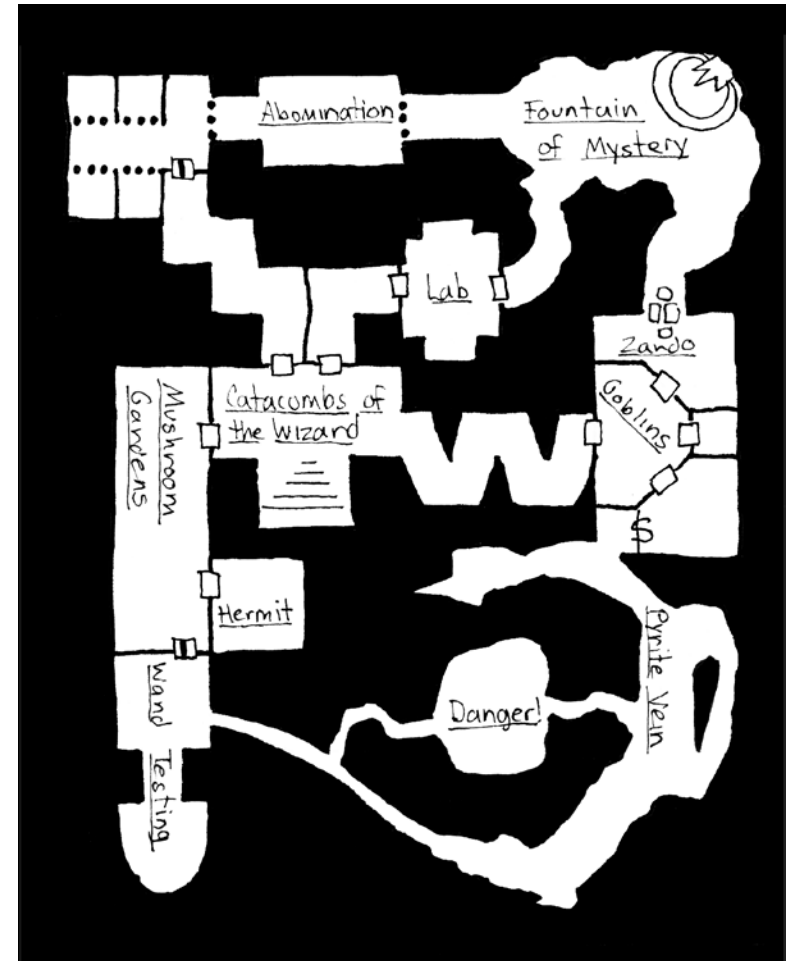 Abomination
Fountain
of Mystery
Lab
Zando
Goblins
Catacombs of
the Wizard
Mushroom
Gardens
S
Hermit
Wand Testing
Pyrite Vein
Danger!